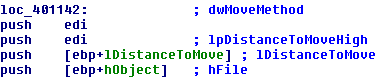 loc_401142: ; dwMoveMethod
push edi
push edi ; lpDistanceToMoveHigh
push [ebp+lDistanceToMove] ; lDistanceToMove
push [ebp+hObject] ; hFile